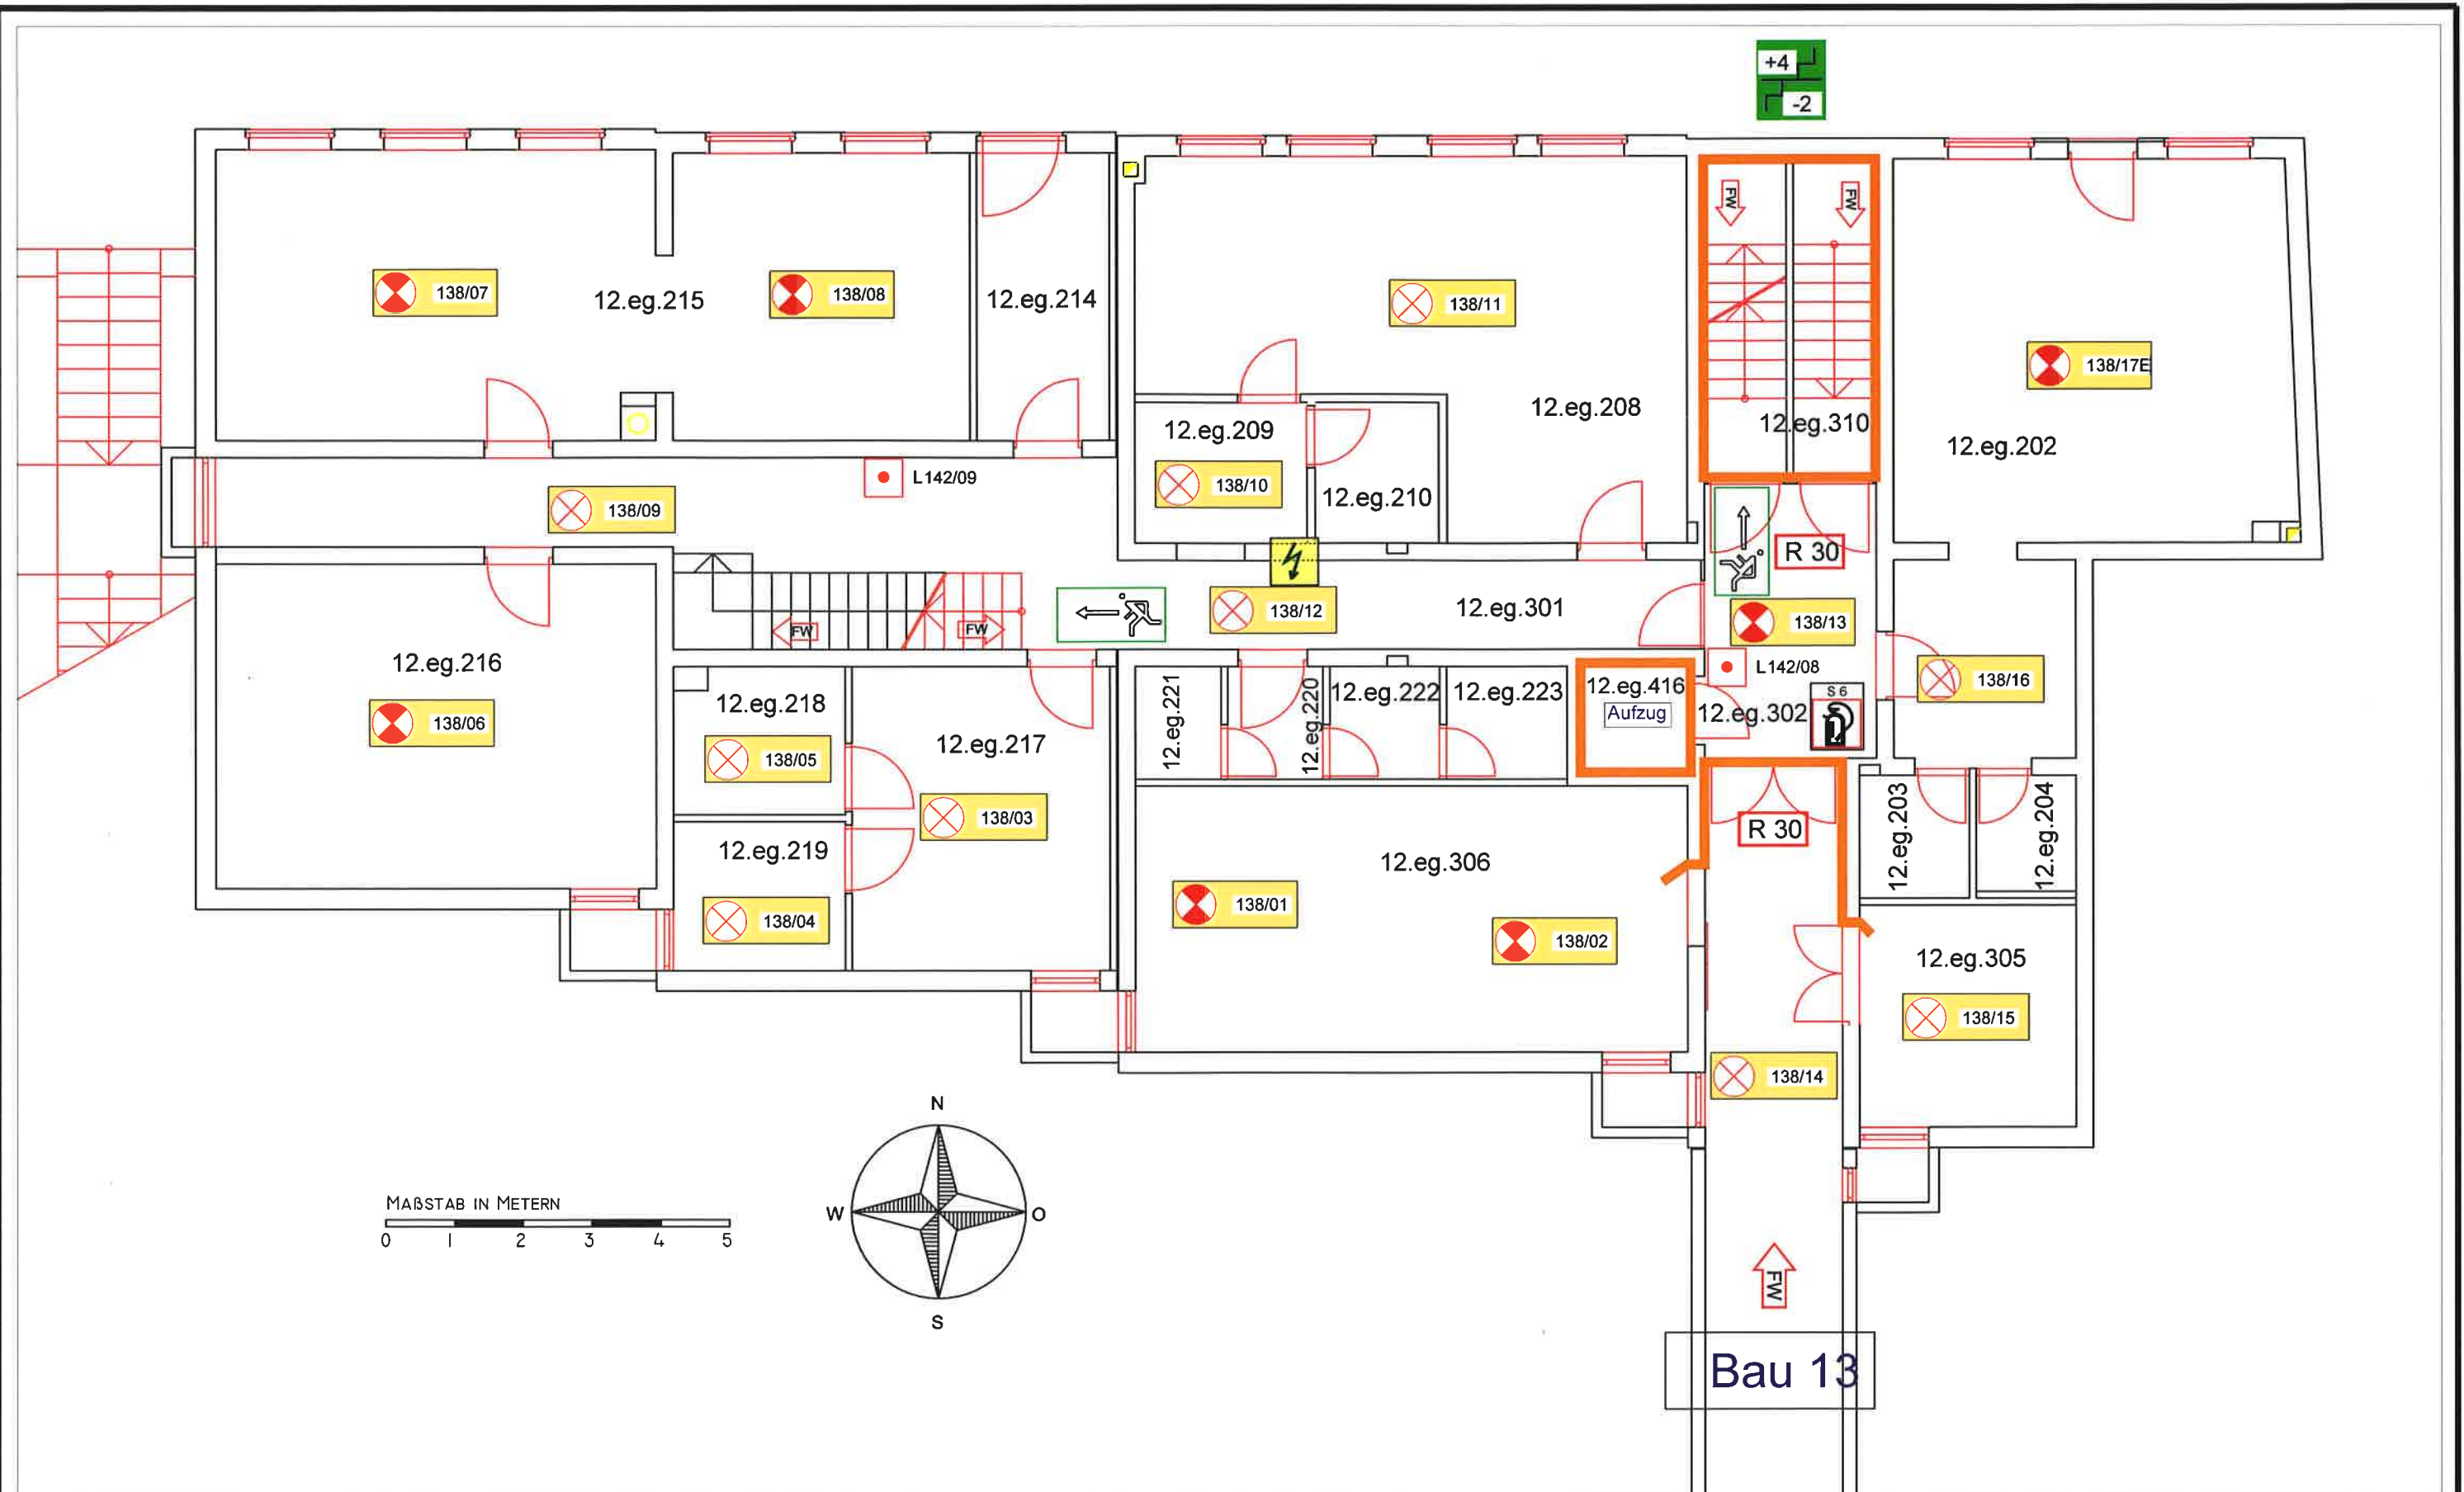 +4
-2
FW
FW
138/07
12.eg.215
138/08
12.eg.214
138/11
138/17E
12.eg.208
12.eg.310
12.eg.202
12.eg.209
138/10
12.eg.210
L142/09
138/09
R 30
FW
FW
138/12
12.eg.301
138/13
L142/08
138/16
12.eg.216
138/06
12.eg.218
138/05
12.eg.217
12.eg.221
12.eg.220
12.eg.222
12.eg.223
12.eg.416
Aufzug
12.eg.302
S 6
138/03
12.eg.219
138/04
12.eg.306
138/01
138/02
R 30
12.eg.203
12.eg.204
12.eg.305
138/15
138/14
N
W
O
S
MAßSTAB IN METERN
0 1 2 3 4 5
FW
Bau 13